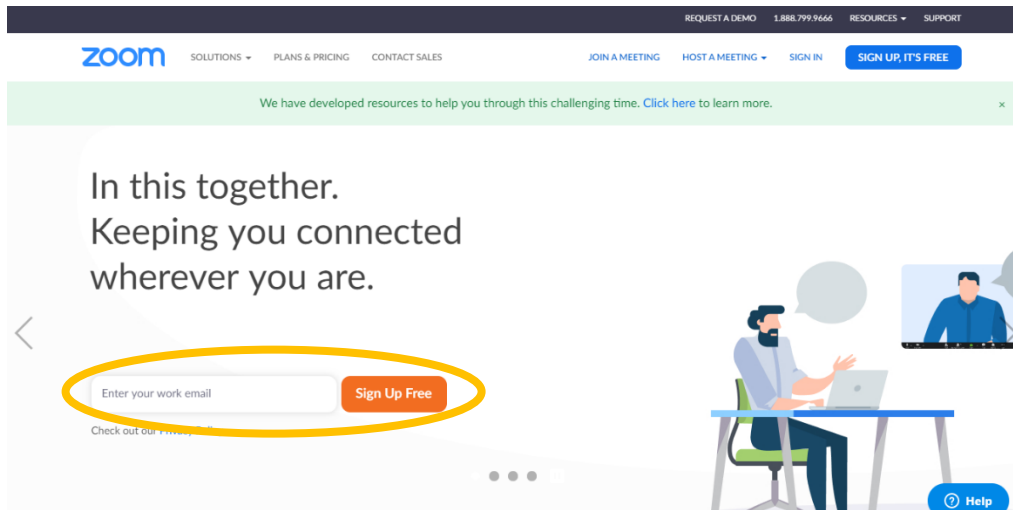 REQUEST A DEMO 1.888.799.9666 RESOURCES SUPPORT
zoom SOLUTIONS PLANS & PRICING CONTACT SALES JOIN A MEETING HOST A MEETING SIGN IN SIGN UP, IT'S FREE
We have developed resources to help you through this challenging time. Click here to learn more. ×
In this together.
Keeping you connected
wherever you are.
Enter your work email Sign Up Free
Check out our
Help